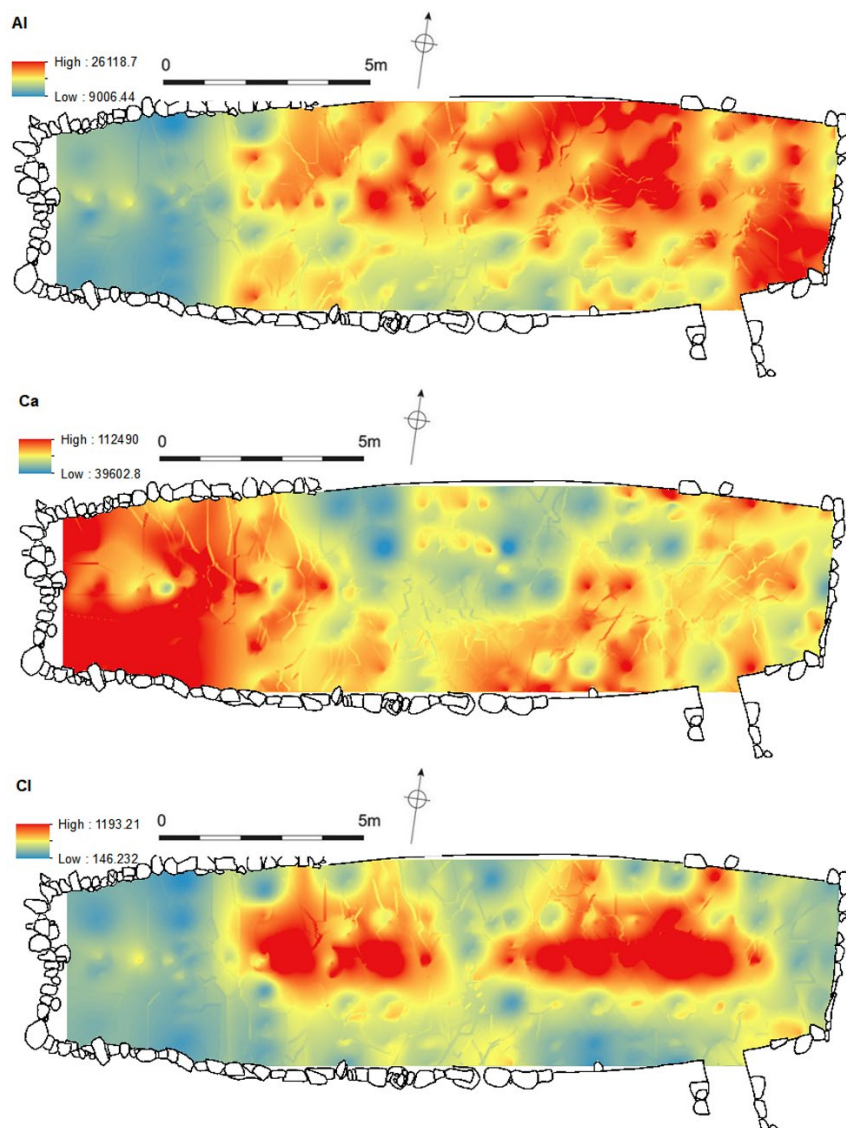 Al
High : 26118.7
Low : 9006.44
0 5m
Ca
High : 112490
Low : 39602.8
0 5m
Cl
High : 1193.21
Low : 146.232
0 5m